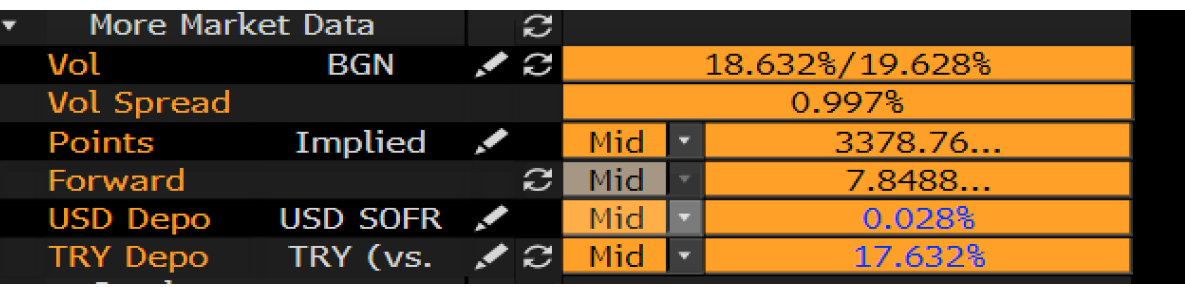 More Market Data
Vol BGN 18.632%/19.628%
Vol Spread 0.997%
Points Implied Mid 3378.76...
Forward Mid 7.8488...
USD Depo USD SOFR Mid 0.028%
TRY Depo TRY (vs. Mid 17.632%